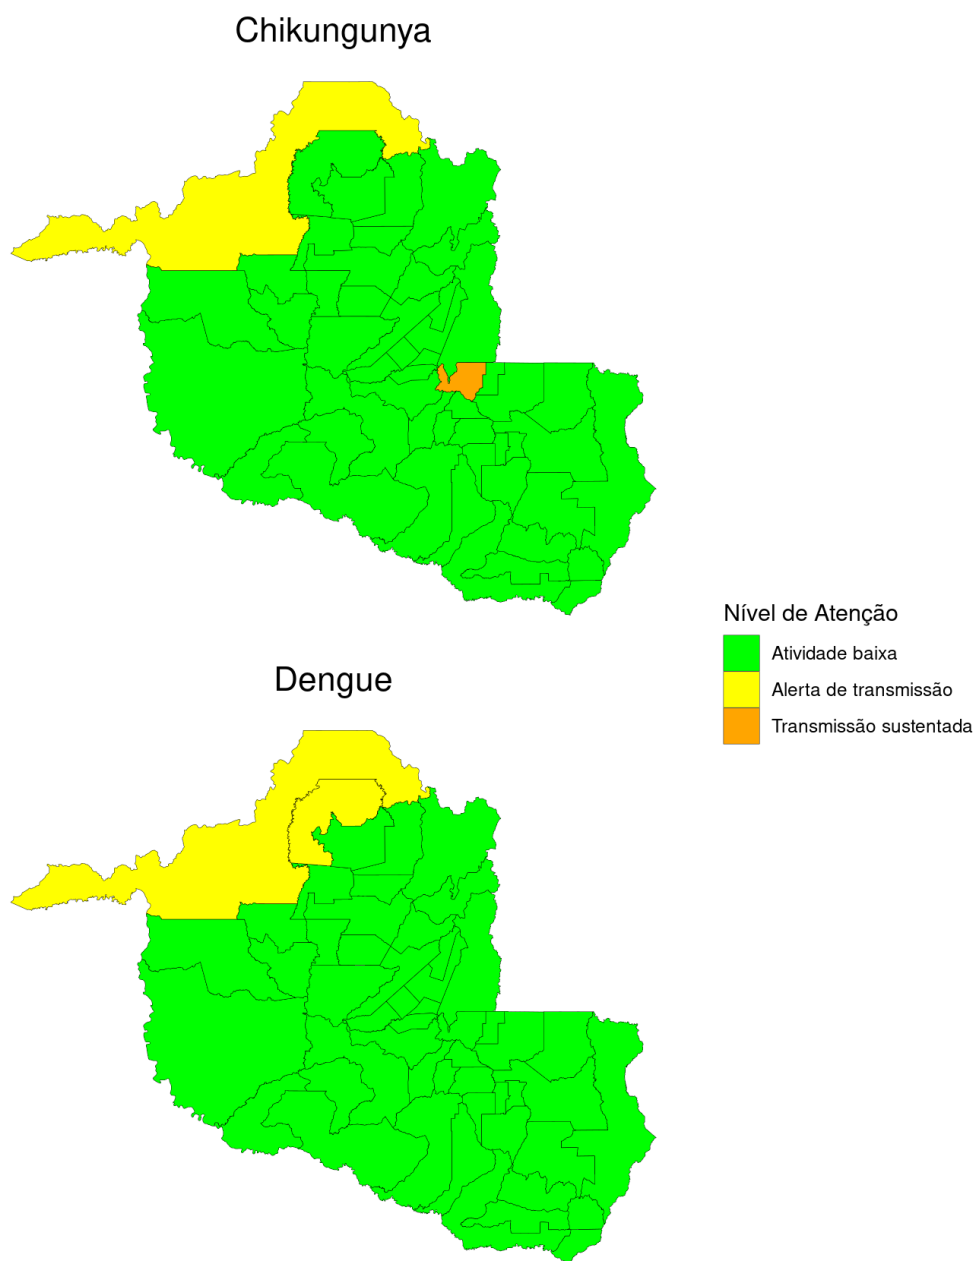 Chikungunya
Nível de Atenção
Atividade baixa
Alerta de transmissão
Transmissão sustentada
Dengue